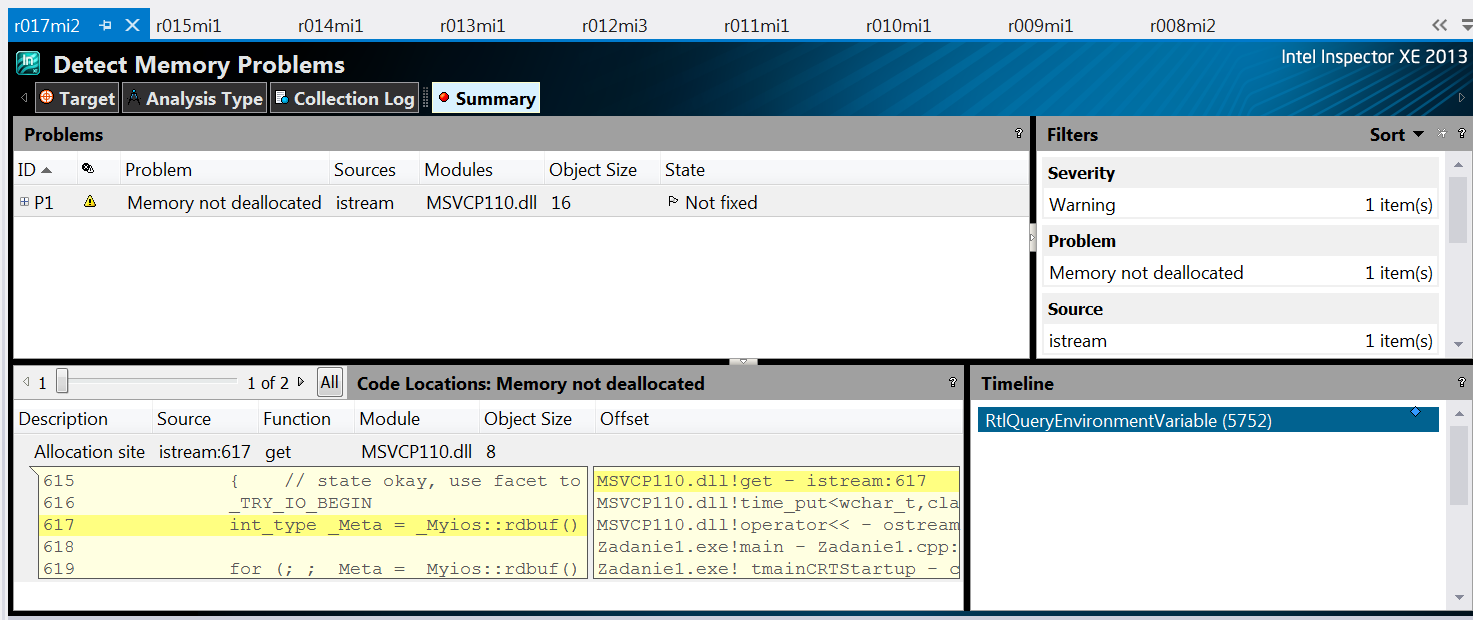 r017mi2 r015mi1 r014mi1 r013mi1 r012mi3 r011mi1 r010mi1 r009mi1 r008mi2
Detect Memory Problems
Intel Inspector XE 2013
Target Analysis Type Collection Log Summary
Problems ?
ID Problem Sources Modules Object Size State
P1 Memory not deallocated istream MSVCP110.dll 16 Not fixed
Filters Sort ?
Severity
Warning 1 item(s)
Problem
Memory not deallocated 1 item(s)
Source
istream 1 item(s)
1 1 of 2 All Code Locations: Memory not deallocated ?
Description Source Function Module Object Size Offset
Allocation site istream:617 get MSVCP110.dll 8
615 { // state okay, use facet to
616 _TRY_IO_BEGIN
617 int_type _Meta = _Myios::rdbuf()
618
619 for (; ; _Meta = _Myios::rdbuf()
MSVCP110.dll!get - istream:617
MSVCP110.dll!time_put<wchar_t,cla
MSVCP110.dll!operator<< - ostream
Zadanie1.exe!main - Zadanie1.cpp:
Zadanie1.exe!_tmainCRTStartup - c
Timeline ?
RtlQueryEnvironmentVariable (5752)